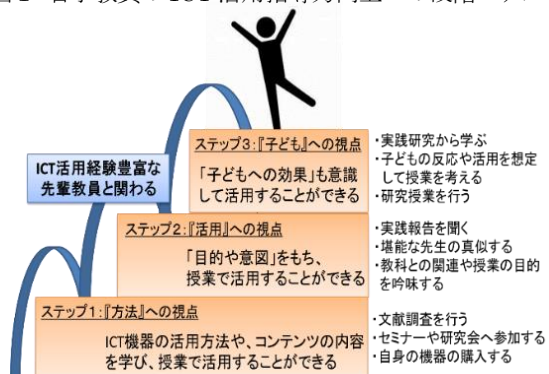 ステップ3:『子ども』への視点
「子どもへの効果」も意識
して活用することができる
・実践研究から学ぶ
・子どもの反応や活用を想定
して授業を考える
・研究授業を行う
ICT活用経験豊富な
先輩教員と関わる
ステップ2:『活用』への視点
「目的や意図」をもち、
授業で活用することができる
・実践報告を聞く
・堪能な先生の真似する
・教科との関連や授業の目的
を吟味する
ステップ1:『方法』への視点
ICT機器の活用方法や、コンテンツの内容
を学び、授業で活用することができる
・文献調査を行う
・セミナーや研究会へ参加する
・自身の機器の購入する